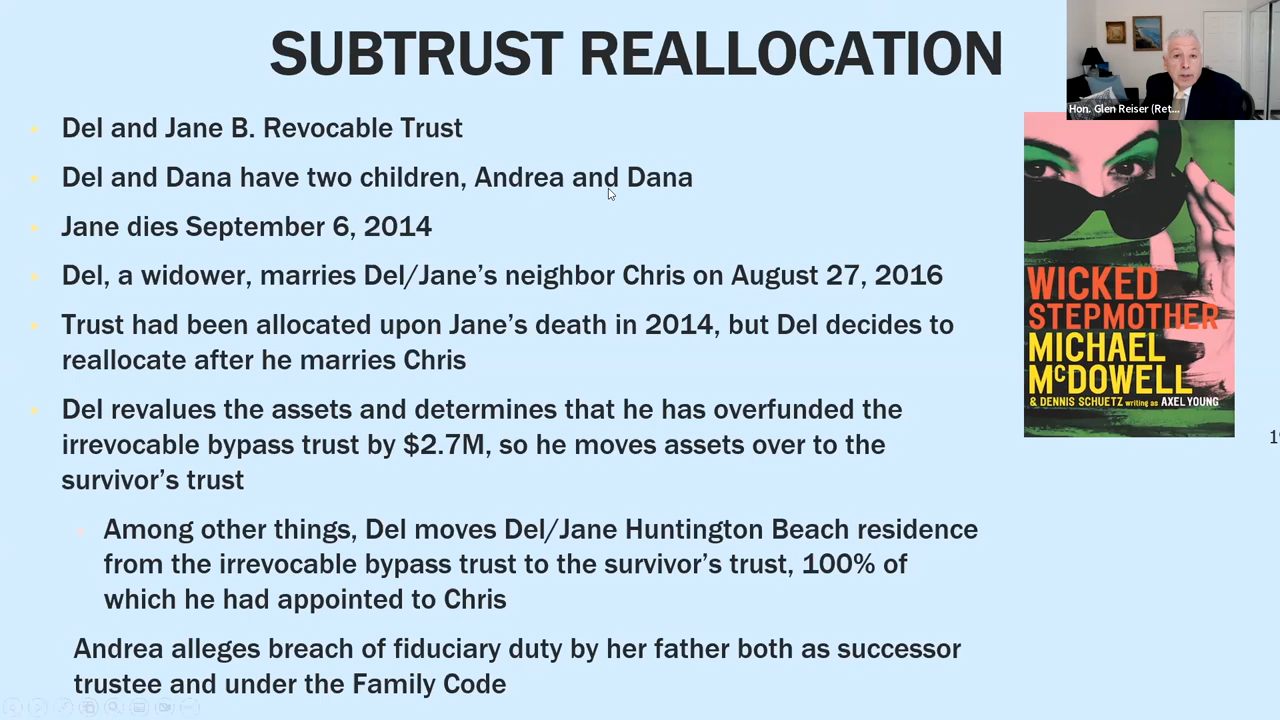 SUBTRUST REALLOCATION
Hon. Glen Reiser (Ret...
Del and Jane B. Revocable Trust
Del and Dana have two children, Andrea and Dana
Jane dies September 6, 2014
Del, a widower, marries Del/Jane's neighbor Chris on August 27, 2016
Trust had been allocated upon Jane's death in 2014, but Del decides to
reallocate after he marries Chris
Del revalues the assets and determines that he has overfunded the
irrevocable bypass trust by $2.7M, so he moves assets over to the
survivor's trust
Among other things, Del moves Del/Jane Huntington Beach residence
from the irrevocable bypass trust to the survivor's trust, 100% of
which he had appointed to Chris
Andrea alleges breach of fiduciary duty by her father both as successor
trustee and under the Family Code
WICKED
STEPMOTHER
MICHAEL
McDOWELL
& DENNIS SCHUETZ writing as AXEL YOUNG